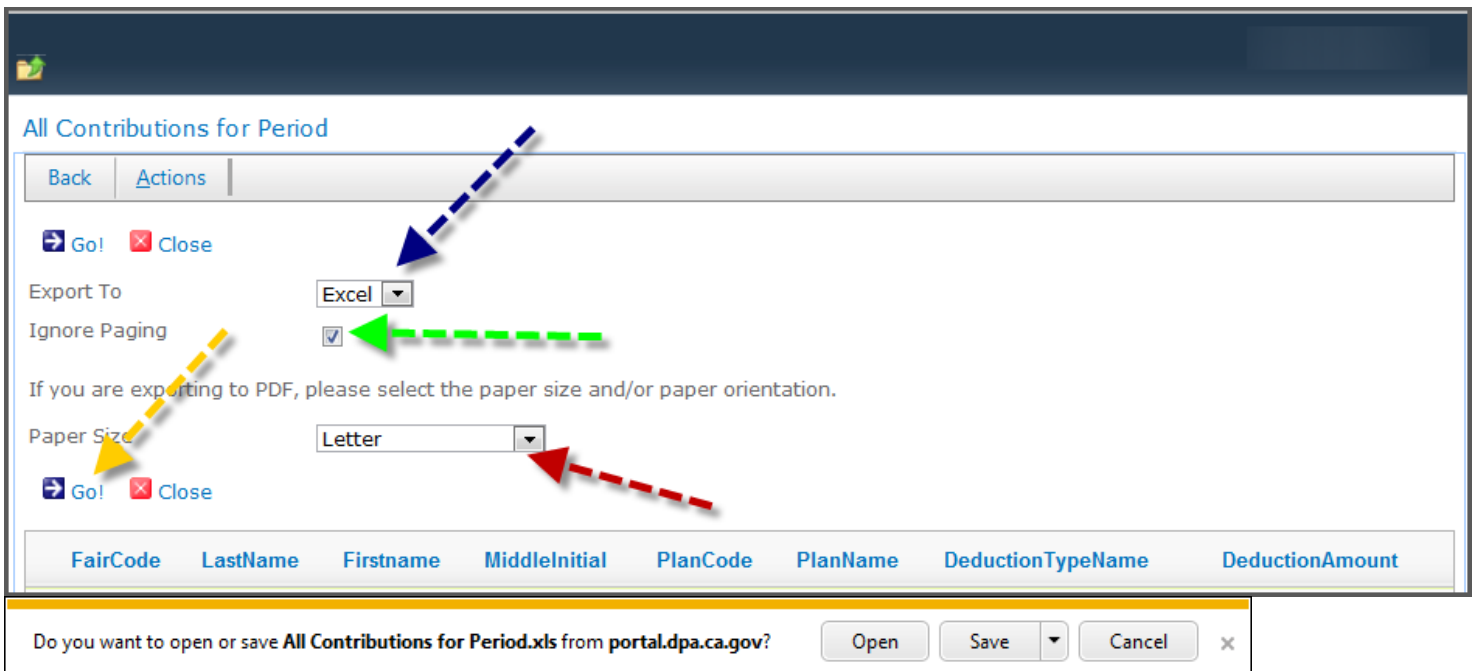 All Contributions for Period
Back Actions
Go! Close
Export To Excel
Ignore Paging
If you are exporting to PDF, please select the paper size and/or paper orientation.
Paper Size Letter
Go! Close
FairCode LastName Firstname MiddleInitial PlanCode PlanName DeductionTypeName DeductionAmount
Do you want to open or save All Contributions for Period.xls from portal.dpa.ca.gov? Open Save Cancel